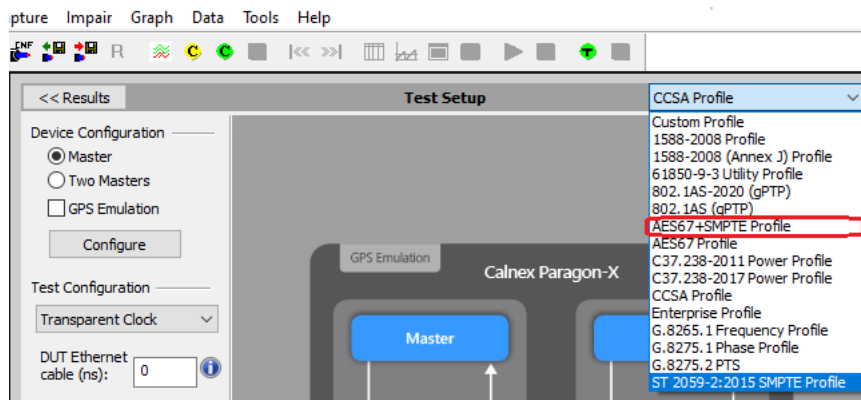 pture Impair Graph Data Tools Help
CNF R C C T
<< Results Test Setup CCSA Profile
Device Configuration
Master
Two Masters
GPS Emulation
Configure
Test Configuration
Transparent Clock
DUT Ethernet
cable (ns): 0 i
GPS Emulation
Calnex Paragon-X
Master
Custom Profile
1588-2008 Profile
1588-2008 (Annex J) Profile
61850-9-3 Utility Profile
802.1AS-2020 (gPTP)
802.1AS (gPTP)
AES67+SMPTE Profile
AES67 Profile
C37.238-2011 Power Profile
C37.238-2017 Power Profile
CCSA Profile
Enterprise Profile
G.8265.1 Frequency Profile
G.8275.1 Phase Profile
G.8275.2 PTS
ST 2059-2:2015 SMPTE Profile